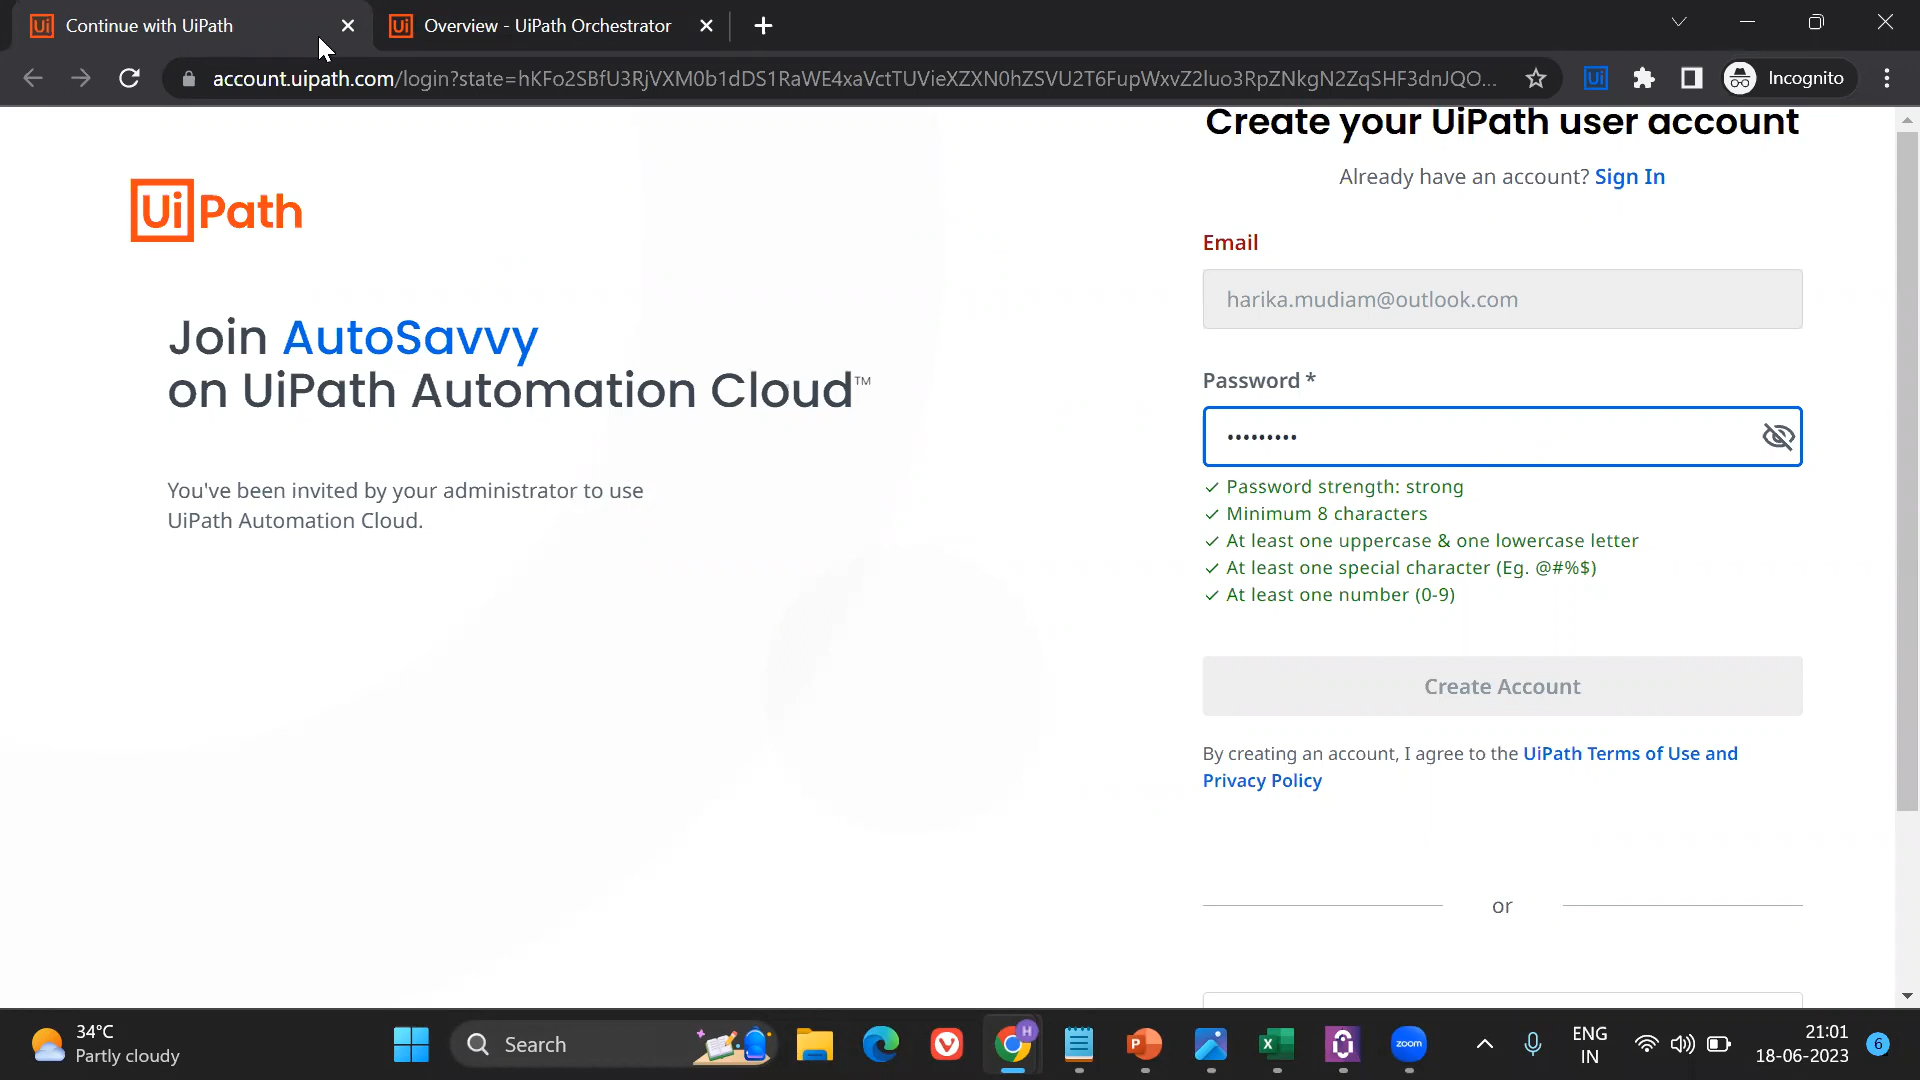 Continue with UiPath
Overview - UiPath Orchestrator
account.uipath.com/login?state=hKFo2SBfU3RjVXM0b1dDS1RaWE4xaVctTUVieXZXN0hZSVU2T6FupWxvZ2luo3RpZNkgN2ZqSHF3dnJQO...
Incognito
Create your UiPath user account
Already have an account? Sign In
UiPath
Email
harika.mudiam@outlook.com
Join AutoSavvy
on UiPath Automation Cloud™
Password *
•••••••••
Password strength: strong
You've been invited by your administrator to use
UiPath Automation Cloud.
Minimum 8 characters
At least one uppercase & one lowercase letter
At least one special character (Eg. @#%$)
At least one number (0-9)
Create Account
By creating an account, I agree to the UiPath Terms of Use and
Privacy Policy
or
34°C
Partly cloudy
Search
H
zoom
ENG
IN
21:01
18-06-2023
6